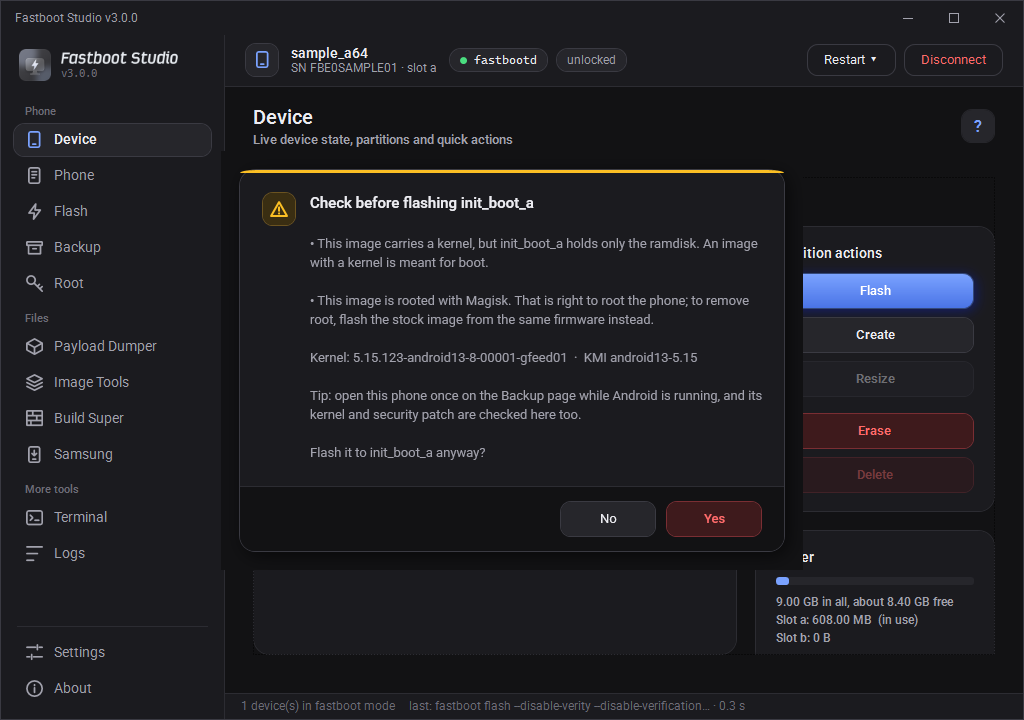 Fastboot Studio v3.0.0
Fastboot Studio
v3.0.0
Phone
Device
Phone
Flash
Backup
Root
Files
Payload Dumper
Image Tools
Build Super
Samsung
More tools
Terminal
Logs
Settings
About
sample_a64
SN FBE0SAMPLE01 · slot a
fastbootd
unlocked
Restart ▾
Disconnect
Device
Live device state, partitions and quick actions
?
Check before flashing init_boot_a
• This image carries a kernel, but init_boot_a holds only the ramdisk. An image
with a kernel is meant for boot.
• This image is rooted with Magisk. That is right to root the phone; to remove
root, flash the stock image from the same firmware instead.
Kernel: 5.15.123-android13-8-00001-gfeed01 · KMI android13-5.15
Tip: open this phone once on the Backup page while Android is running, and its
kernel and security patch are checked here too.
Flash it to init_boot_a anyway?
No
Yes
ition actions
Flash
Create
Resize
Erase
Delete
er
9.00 GB in all, about 8.40 GB free
Slot a: 608.00 MB (in use)
Slot b: 0 B
1 device(s) in fastboot mode
last: fastboot flash --disable-verity --disable-verification… · 0.3 s